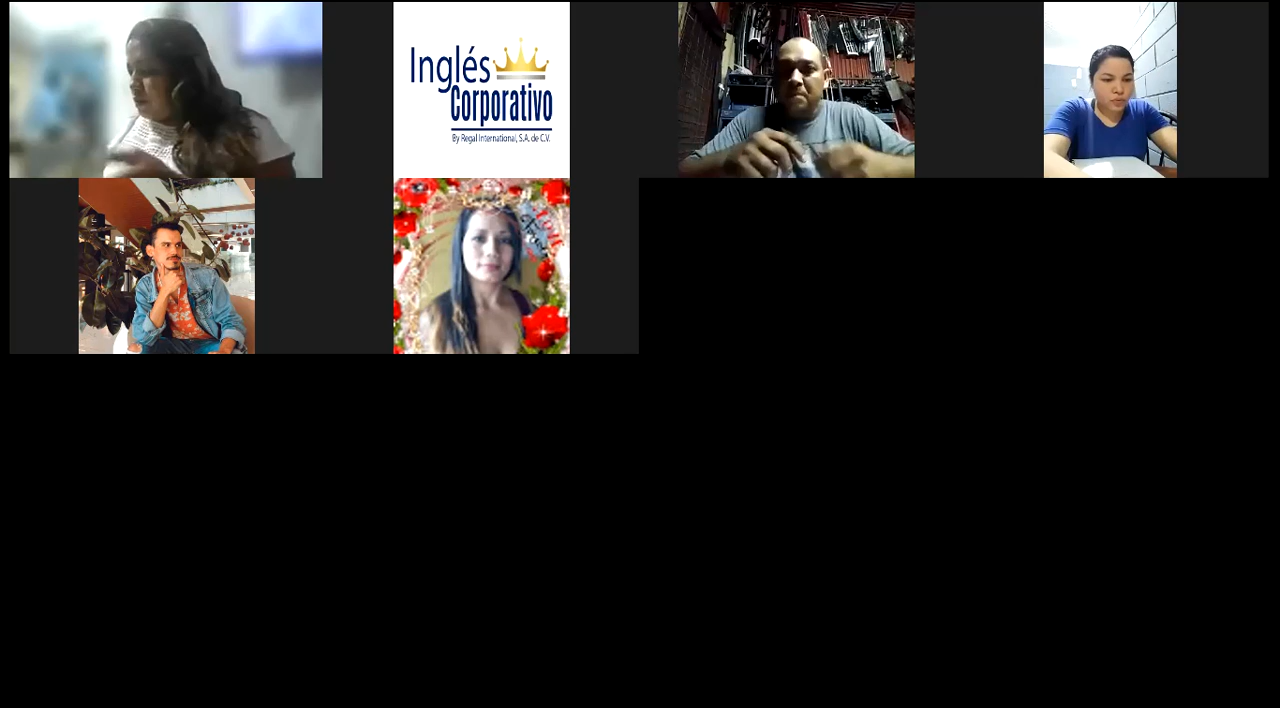 Inglés
Corporativo
By Regal International, S.A. de C.V.